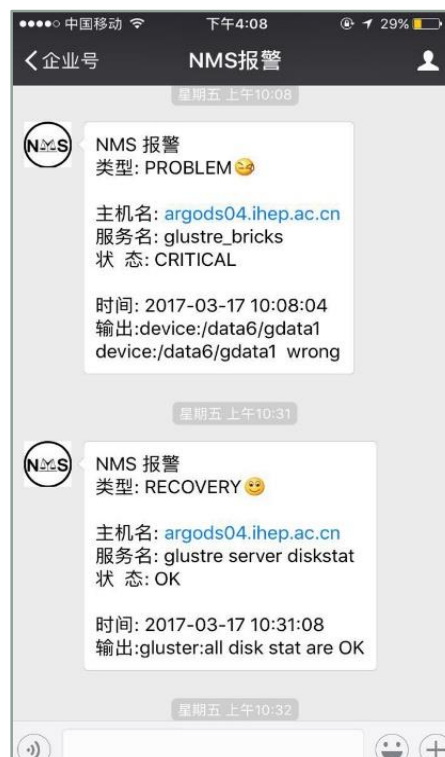 中国移动 下午4:08 29%
企业号 NMS报警
星期五 上午10:08
NMS
NMS 报警
类型: PROBLEM
主机名: argods04.ihep.ac.cn
服务名: glustre_bricks
状 态: CRITICAL
时间: 2017-03-17 10:08:04
输出:device:/data6/gdata1
device:/data6/gdata1 wrong
星期五 上午10:31
NMS
NMS 报警
类型: RECOVERY
主机名: argods04.ihep.ac.cn
服务名: glustre server diskstat
状 态: OK
时间: 2017-03-17 10:31:08
输出:gluster:all disk stat are OK
星期五 上午10:32